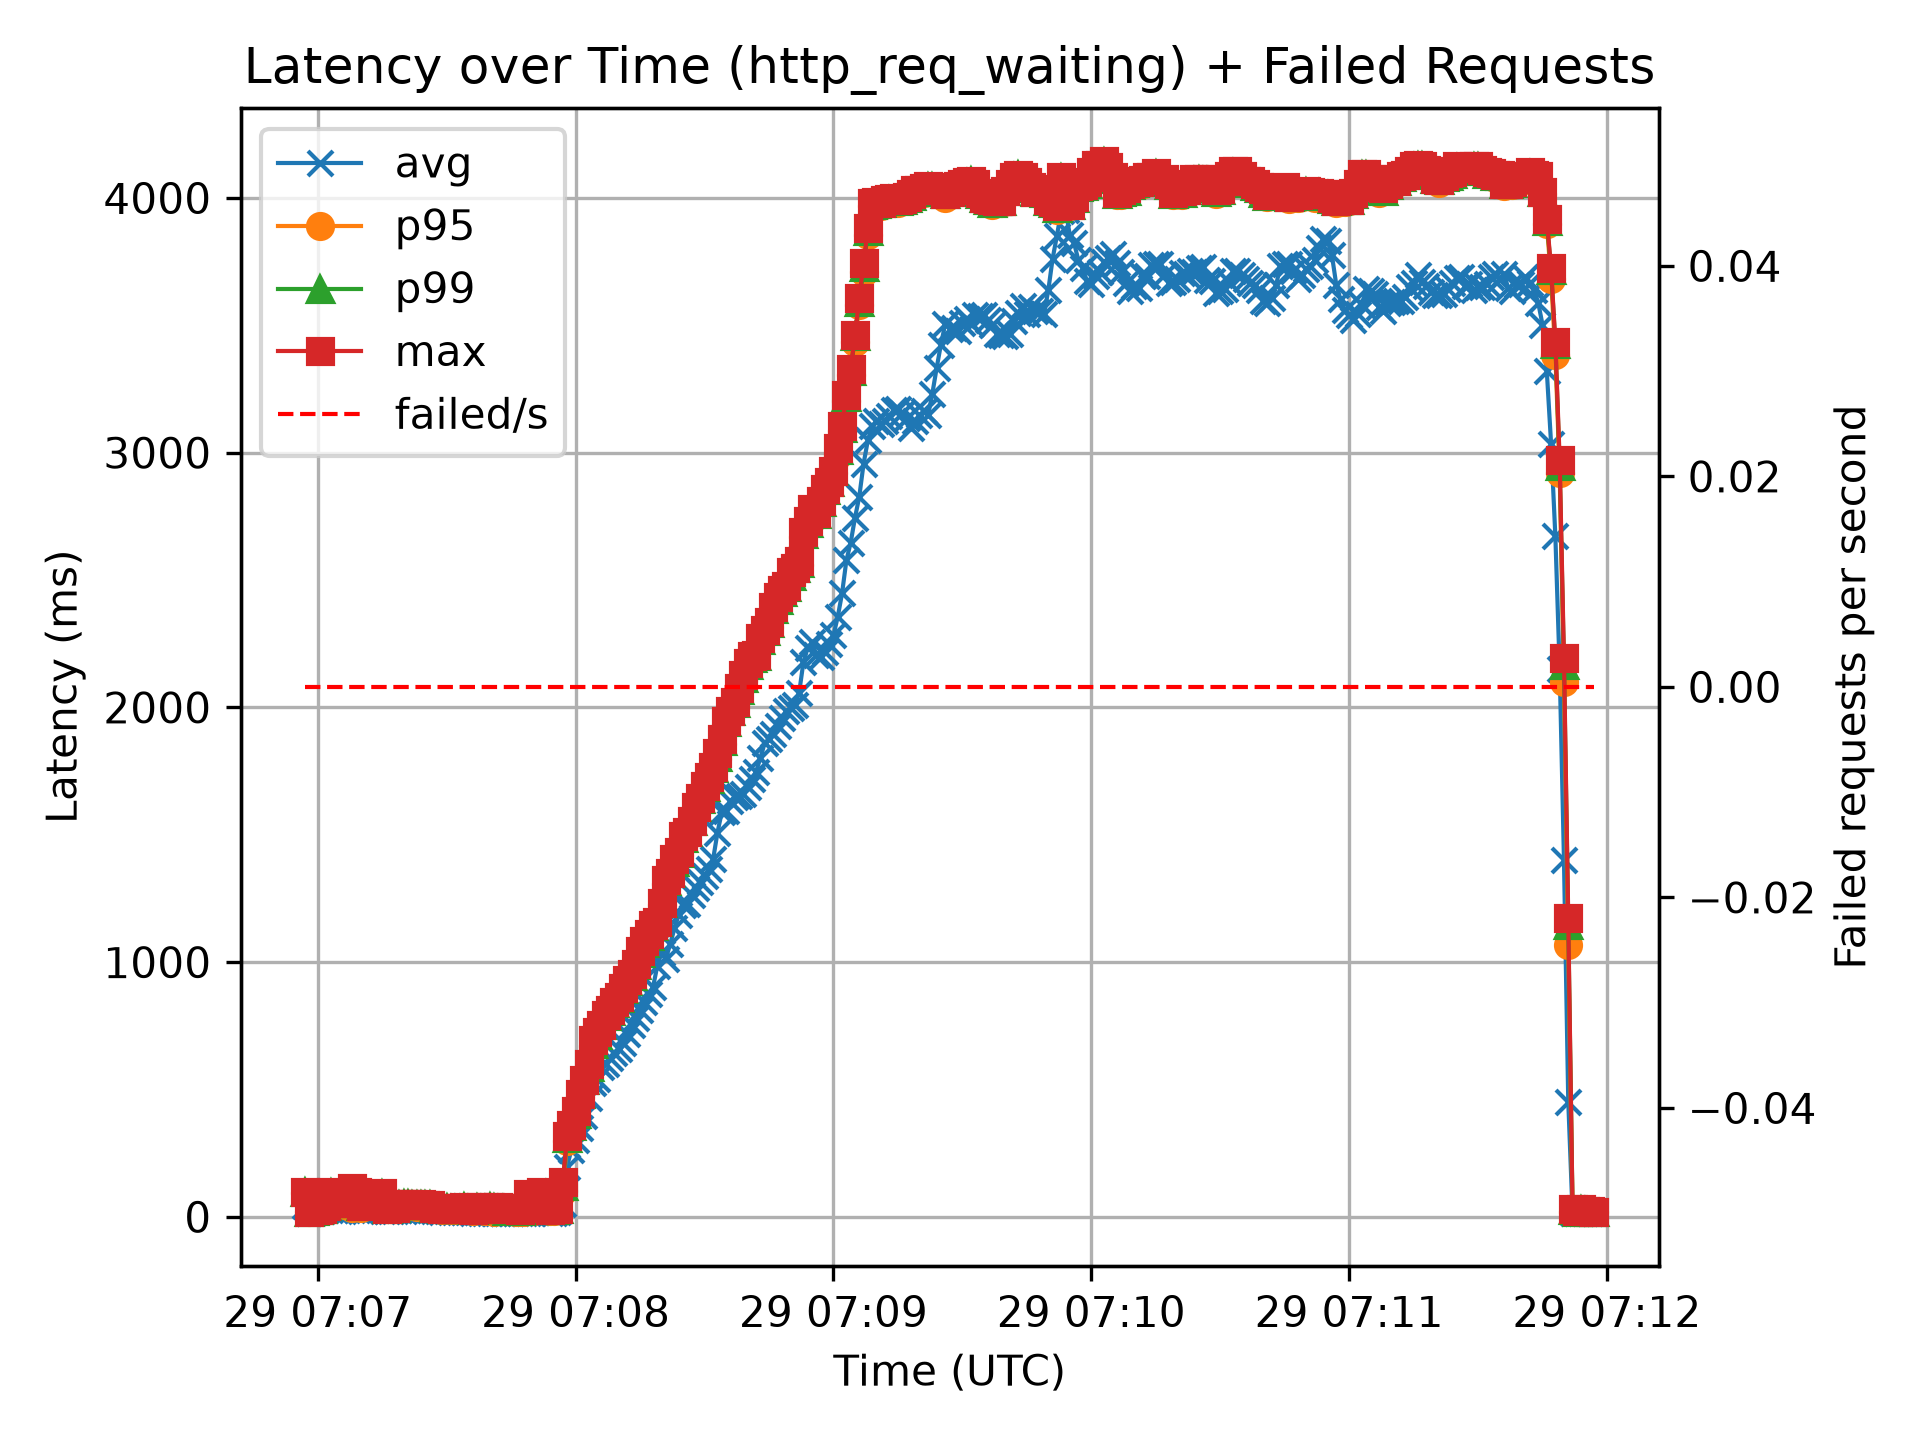 Latency over Time (http_req_waiting) + Failed Requests
avg
p95
p99
max
failed/s
4000
3000
2000
1000
0
Latency (ms)
0.04
0.02
0.00
−0.02
−0.04
Failed requests per second
29 07:07
29 07:08
29 07:09
29 07:10
29 07:11
29 07:12
Time (UTC)